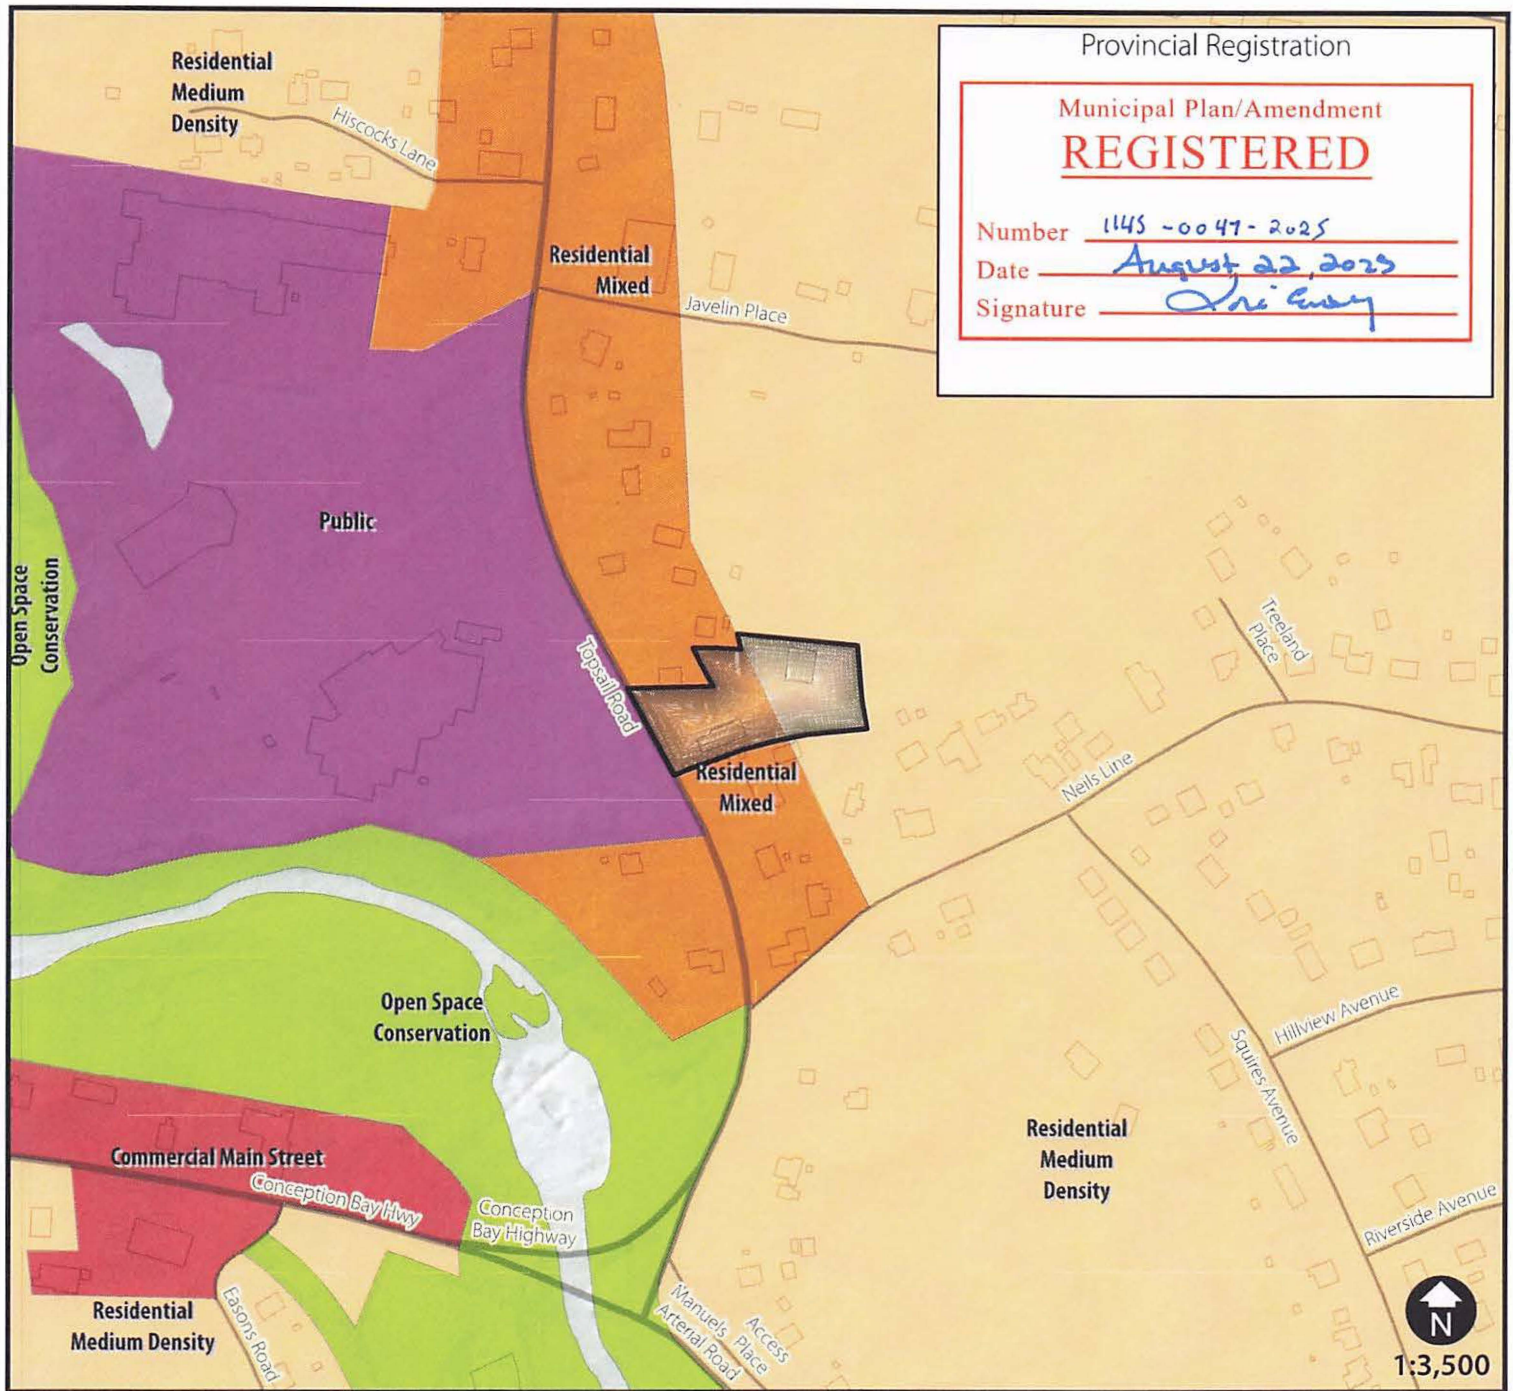 Provincial Registration
Municipal Plan/Amendment
REGISTERED
Number 1145-0047-2025
Date August 22, 2025
Signature
Residential
Medium
Density
Hiscocks Lane
Residential
Mixed
Javelin Place
Public
Open Space
Conservation
Topsail Road
Treeland
Place
Residential
Mixed
Neils Line
Open Space
Conservation
Hillview Avenue
Squires Avenue
Residential
Medium
Density
Commercial Main Street
Conception Bay Hwy
Conception
Bay Highway
Riverside Avenue
Residential
Medium Density
Easons Road
Manuels Place
Arterial Road
Access
N
1:3,500